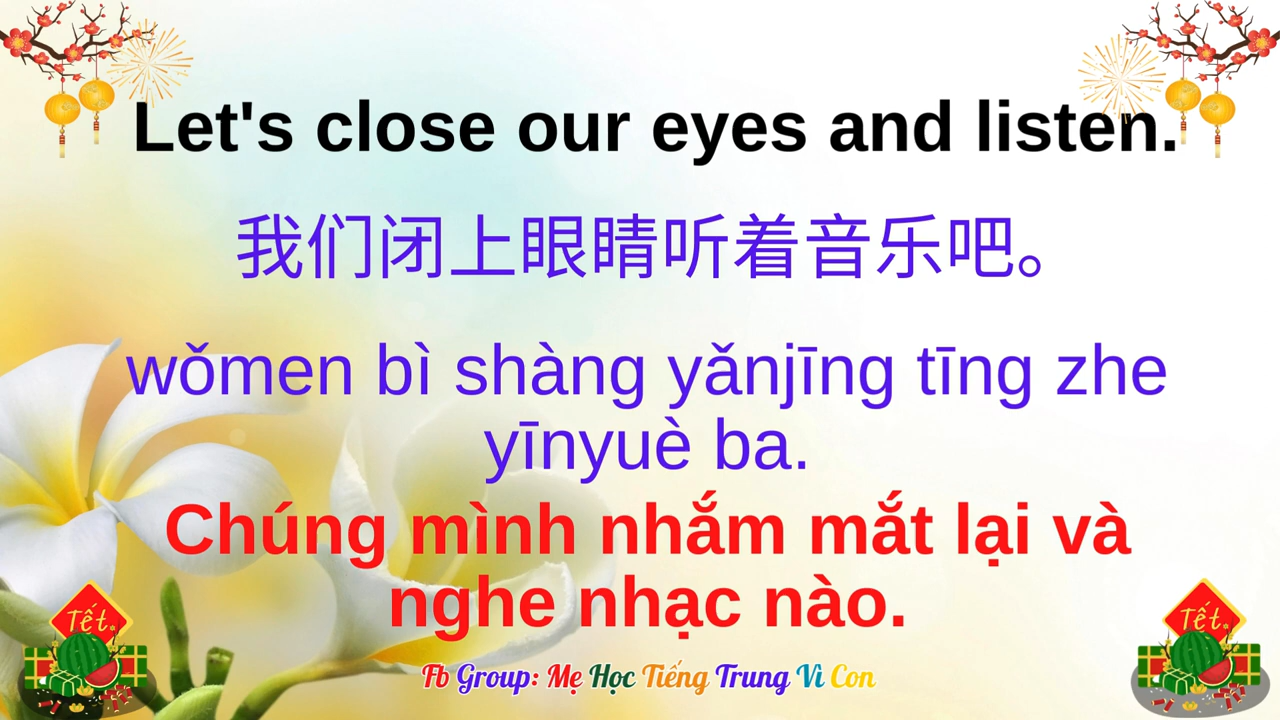 Let's close our eyes and listen.
我们闭上眼睛听着音乐吧。
wǒmen bì shàng yǎnjīng tīng zhe
yīnyuè ba.
Chúng mình nhắm mắt lại và
nghe nhạc nào.
Tết
Tết
Fb Group: Mẹ Học Tiếng Trung Vì Con